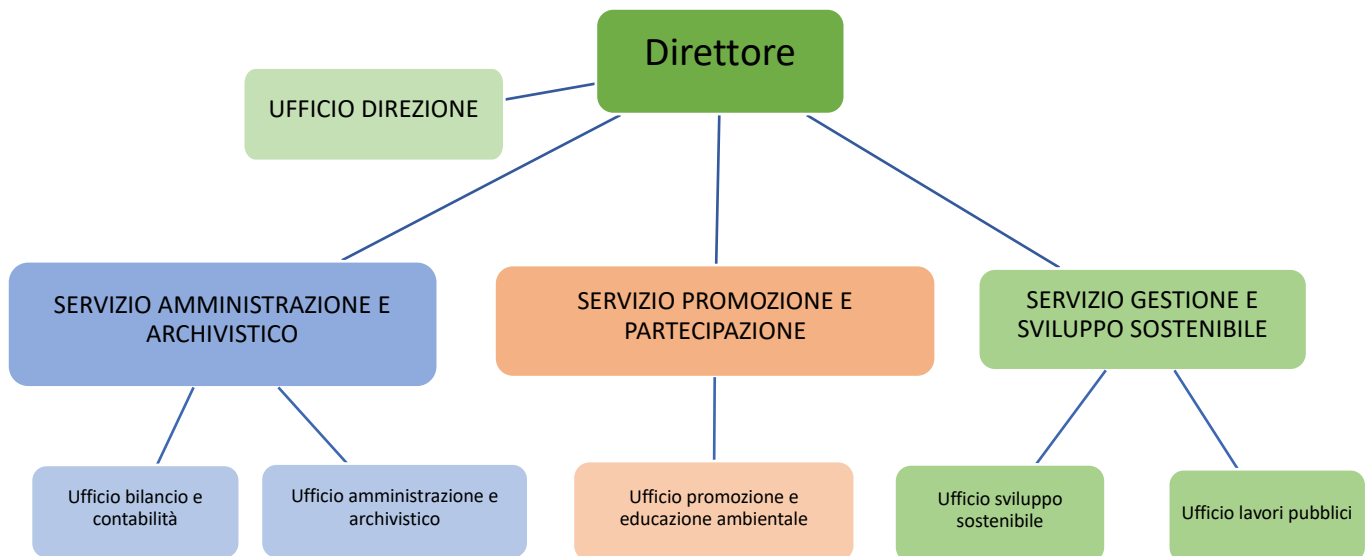 Direttore
UFFICIO DIREZIONE
SERVIZIO AMMINISTRAZIONE E
ARCHIVISTICO
SERVIZIO PROMOZIONE E
PARTECIPAZIONE
SERVIZIO GESTIONE E
SVILUPPO SOSTENIBILE
Ufficio bilancio e
contabilità
Ufficio amministrazione e
archivistico
Ufficio promozione e
educazione ambientale
Ufficio sviluppo
sostenibile
Ufficio lavori pubblici